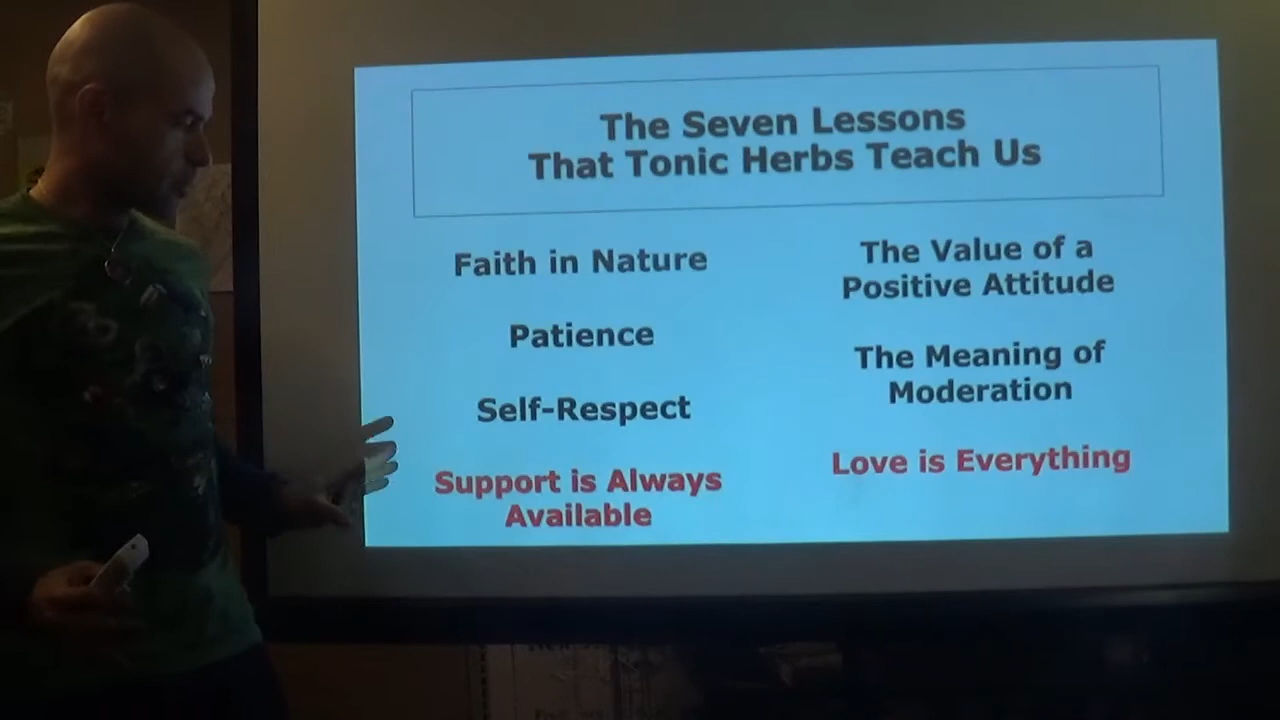 The Seven Lessons
That Tonic Herbs Teach Us
Faith in Nature
Patience
Self-Respect
Support is Always
Available
The Value of a
Positive Attitude
The Meaning of
Moderation
Love is Everything